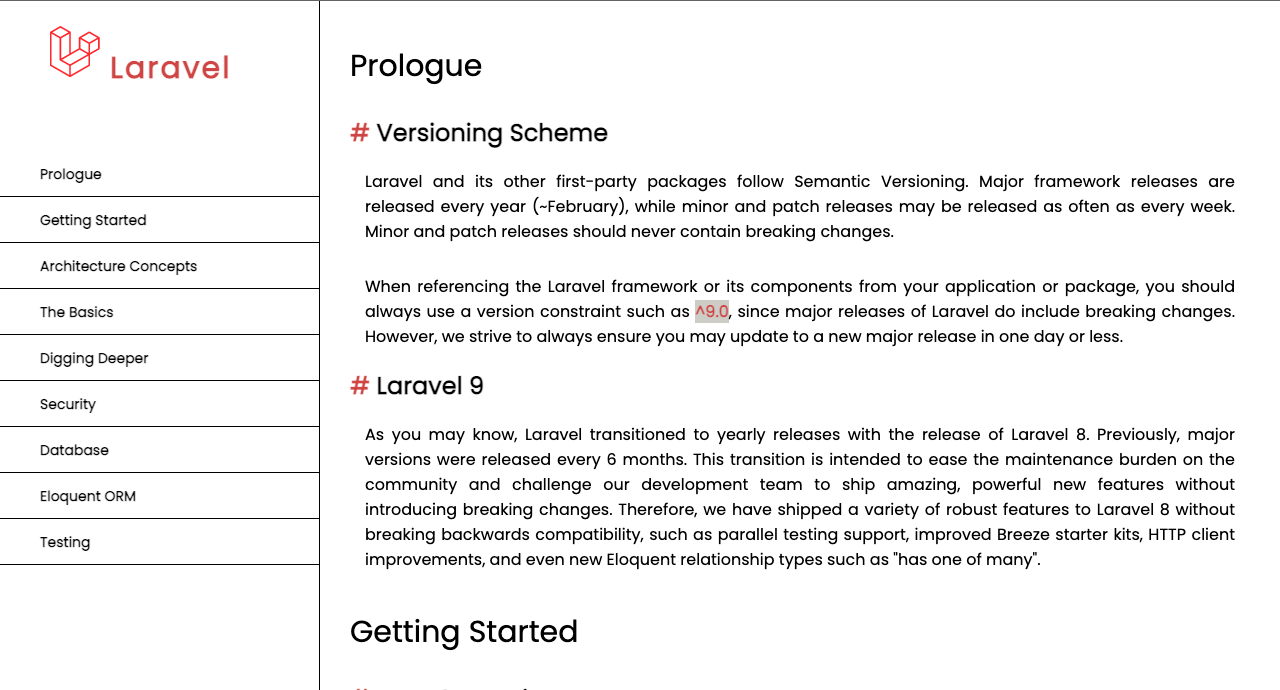 Laravel
Prologue
Getting Started
Architecture Concepts
The Basics
Digging Deeper
Security
Database
Eloquent ORM
Testing
Prologue
# Versioning Scheme
Laravel and its other first-party packages follow Semantic Versioning. Major framework releases are
released every year (~February), while minor and patch releases may be released as often as every week.
Minor and patch releases should never contain breaking changes.
When referencing the Laravel framework or its components from your application or package, you should
always use a version constraint such as ^9.0, since major releases of Laravel do include breaking changes.
However, we strive to always ensure you may update to a new major release in one day or less.
# Laravel 9
As you may know, Laravel transitioned to yearly releases with the release of Laravel 8. Previously, major
versions were released every 6 months. This transition is intended to ease the maintenance burden on the
community and challenge our development team to ship amazing, powerful new features without
introducing breaking changes. Therefore, we have shipped a variety of robust features to Laravel 8 without
breaking backwards compatibility, such as parallel testing support, improved Breeze starter kits, HTTP client
improvements, and even new Eloquent relationship types such as "has one of many".
Getting Started